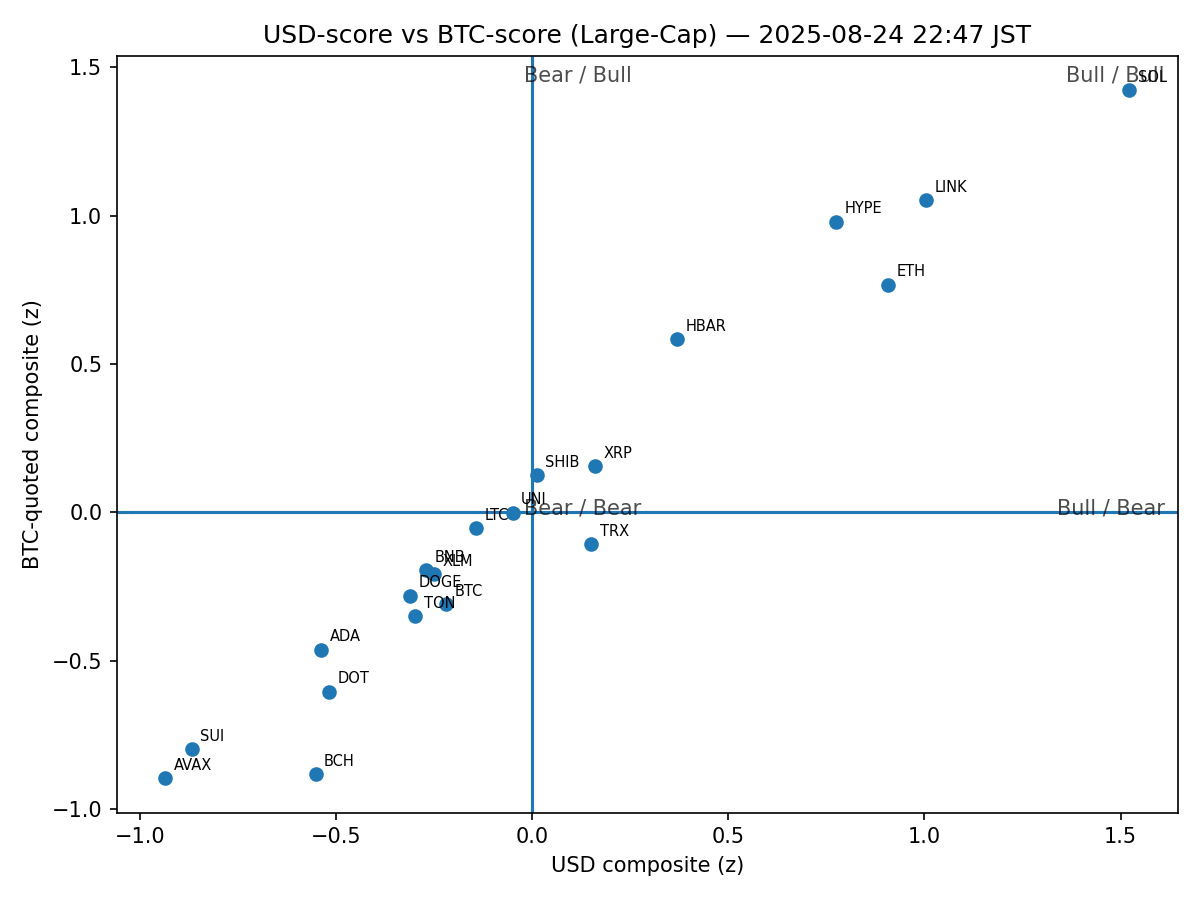 USD-score vs BTC-score (Large-Cap) — 2025-08-24 22:47 JST
1.5
Bear / Bull
Bull / Bull
SOL
LINK
HYPE
1.0
ETH
HBAR
0.5
XRP
SHIB
UNI
0.0
Bear / Bear
Bull / Bear
LTC
TRX
BNB
XLM
DOGE
BTC
TON
ADA
−0.5
DOT
SUI
BCH
AVAX
−1.0
BTC-quoted composite (z)
−1.0
−0.5
0.0
0.5
1.0
1.5
USD composite (z)